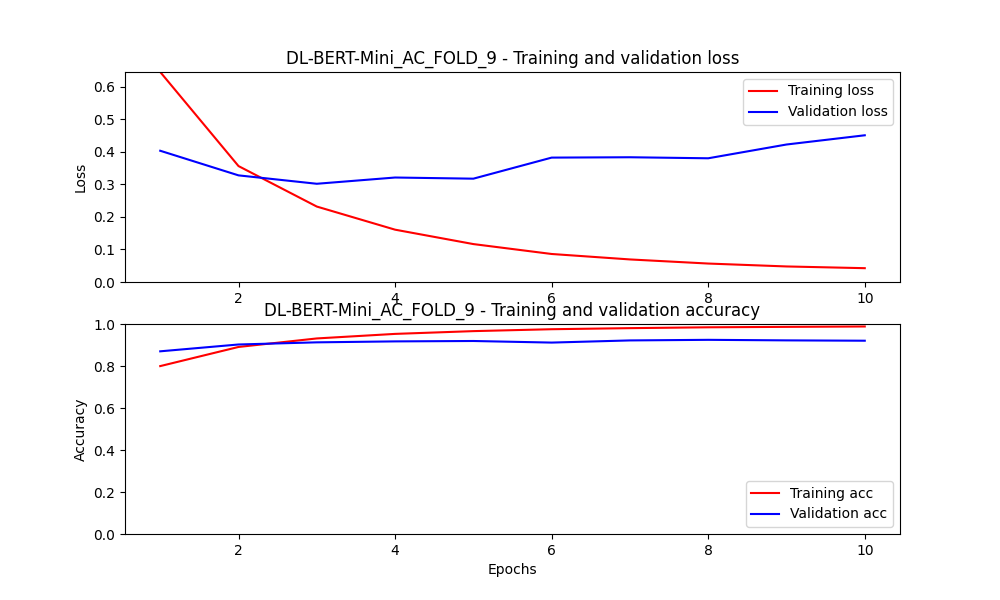 DL-BERT-Mini_AC_FOLD_9 - Training and validation loss
Loss
0.6
0.5
0.4
0.3
0.2
0.1
0.0
Training loss
Validation loss
2 4 6 8 10
DL-BERT-Mini_AC_FOLD_9 - Training and validation accuracy
Accuracy
1.0
0.8
0.6
0.4
0.2
0.0
Training acc
Validation acc
2 4 6 8 10
Epochs